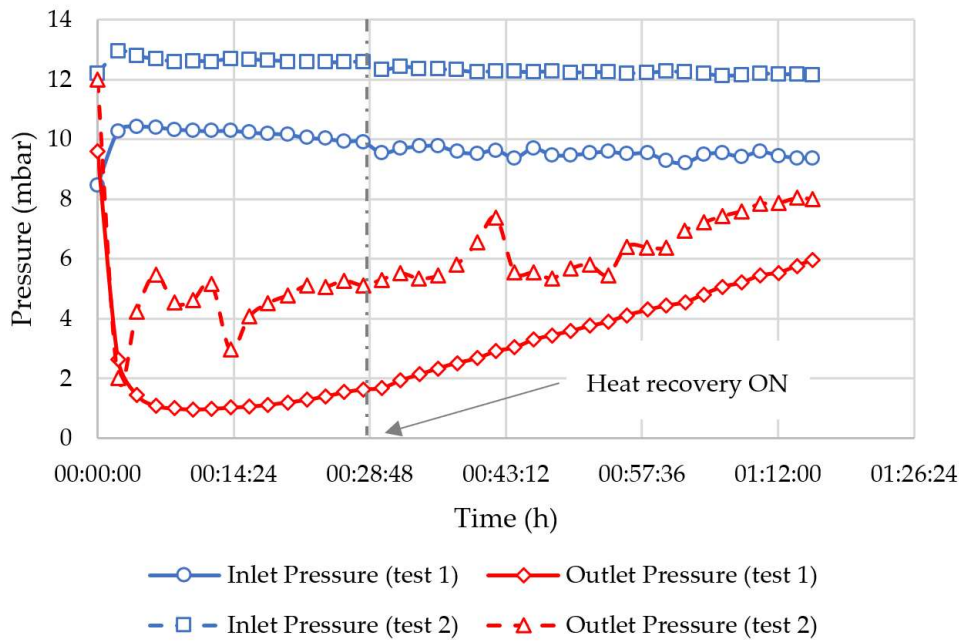 14
12
10
8
6
4
2
0
Pressure (mbar)
Heat recovery ON
00:00:00 00:14:24 00:28:48 00:43:12 00:57:36 01:12:00 01:26:24
Time (h)
Inlet Pressure (test 1) Outlet Pressure (test 1)
Inlet Pressure (test 2) Outlet Pressure (test 2)